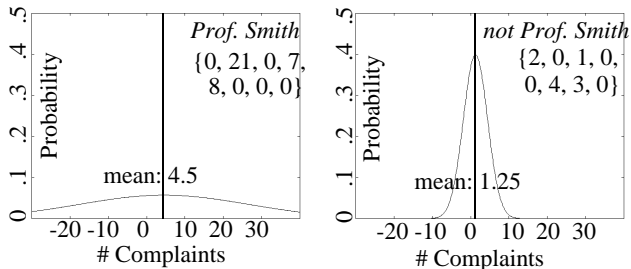 .5
.4
.3
.2
.1
0
Probability
Prof. Smith
{0, 21, 0, 7,
8, 0, 0, 0}
mean: 4.5
-20 -10 0 10 20 30
# Complaints
.5
.4
.3
.2
.1
0
Probability
not Prof. Smith
{2, 0, 1, 0,
0, 4, 3, 0}
mean: 1.25
-20 -10 0 10 20 30
# Complaints